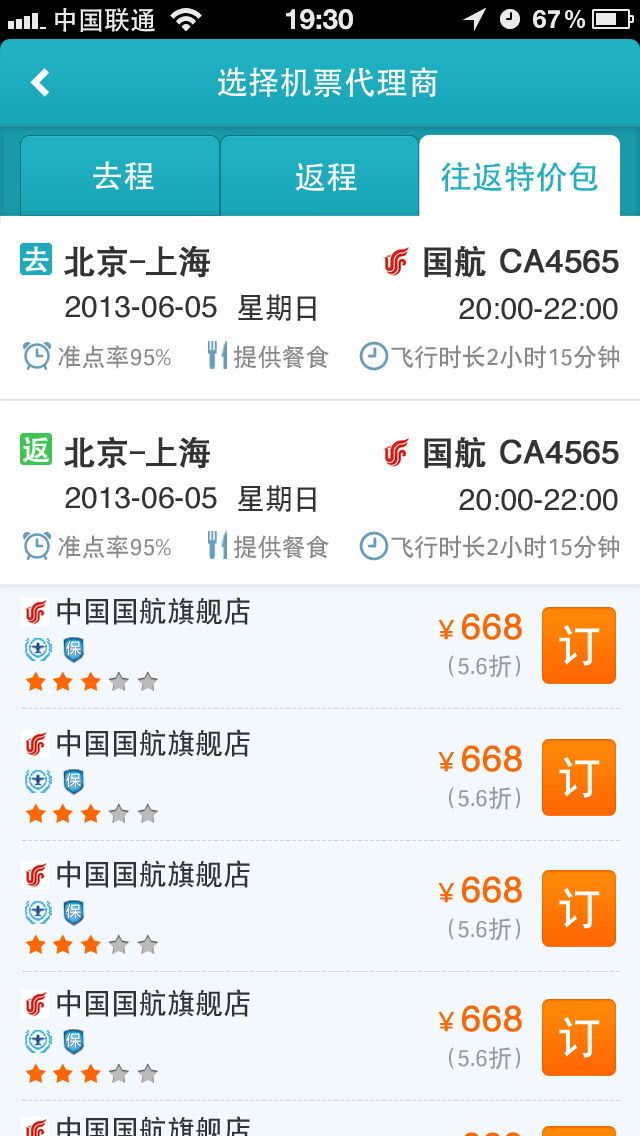 中国联通 19:30 67%
选择机票代理商
去程 返程 往返特价包
去 北京-上海 国航 CA4565
2013-06-05 星期日 20:00-22:00
准点率95% 提供餐食 飞行时长2小时15分钟
返 北京-上海 国航 CA4565
2013-06-05 星期日 20:00-22:00
准点率95% 提供餐食 飞行时长2小时15分钟
中国国航旗舰店
¥668 订
保
(5.6折)
中国国航旗舰店
¥668 订
保
(5.6折)
中国国航旗舰店
¥668 订
保
(5.6折)
中国国航旗舰店
¥668 订
保
(5.6折)
中国国航旗舰店